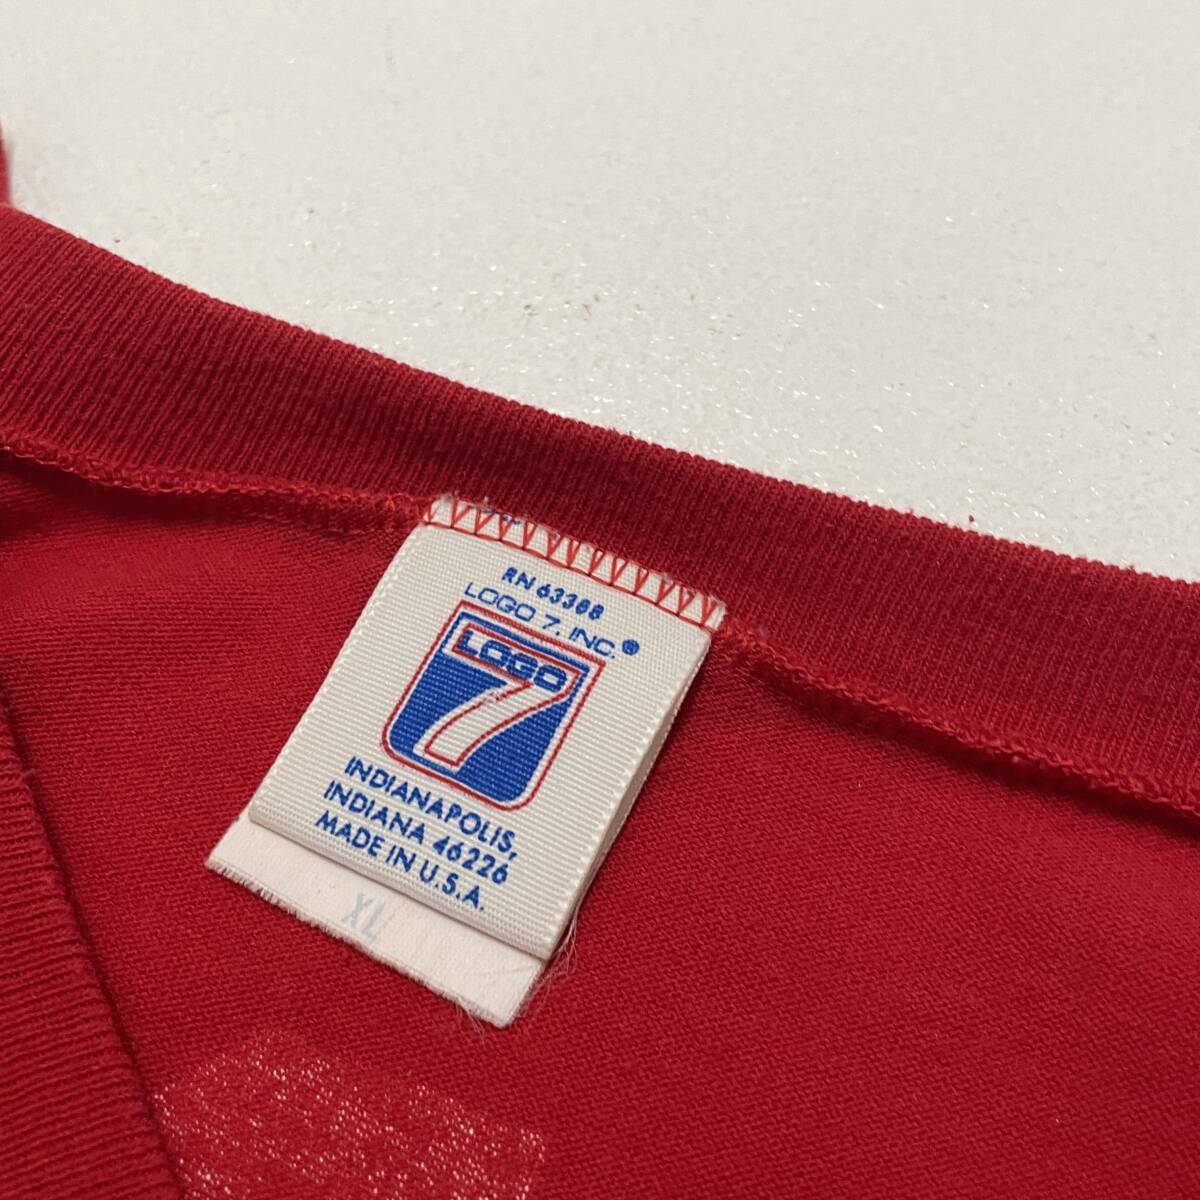 RN 63388
LOGO 7, INC.®
LOGO
7
INDIANAPOLIS,
INDIANA 46226
MADE IN U.S.A.
XL